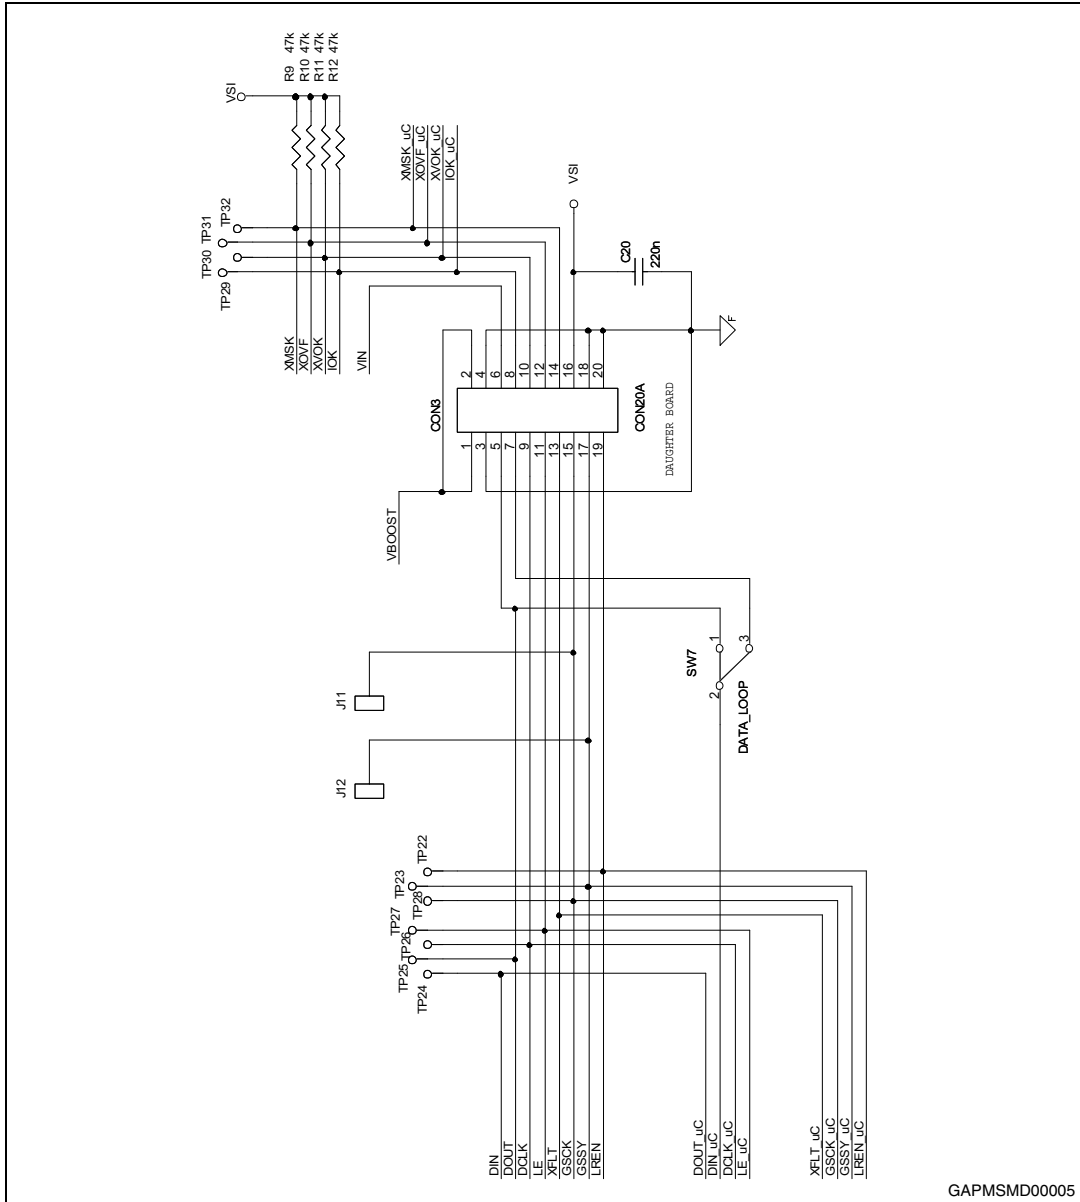 R9 47k
R10 47k
R11 47k
R12 47k
VSI
XMSK_uC
XOVF_uC
XVOK_uC
IOK_uC
TP32
TP31
TP30
TP29
VSI
C20
220n
XMSK
XOVF
XVOK
IOK
VIN
F
2
4
6
8
10
12
14
16
18
20
CON3
CON20A
DAUGHTER BOARD
1
3
5
7
9
11
13
15
17
19
VBOOST
SW7
1
3
2
DATA_LOOP
J11
J12
TP22
TP23
TP28
TP27
TP26
TP25
TP24
DIN
DOUT
DCLK
LE
XFLT
GSCK
GSSY
LREN
DOUT_uC
DIN_uC
DCLK_uC
LE_uC
XFLT_uC
GSCK_uC
GSSY_uC
LREN_uC
GAPMSMD00005